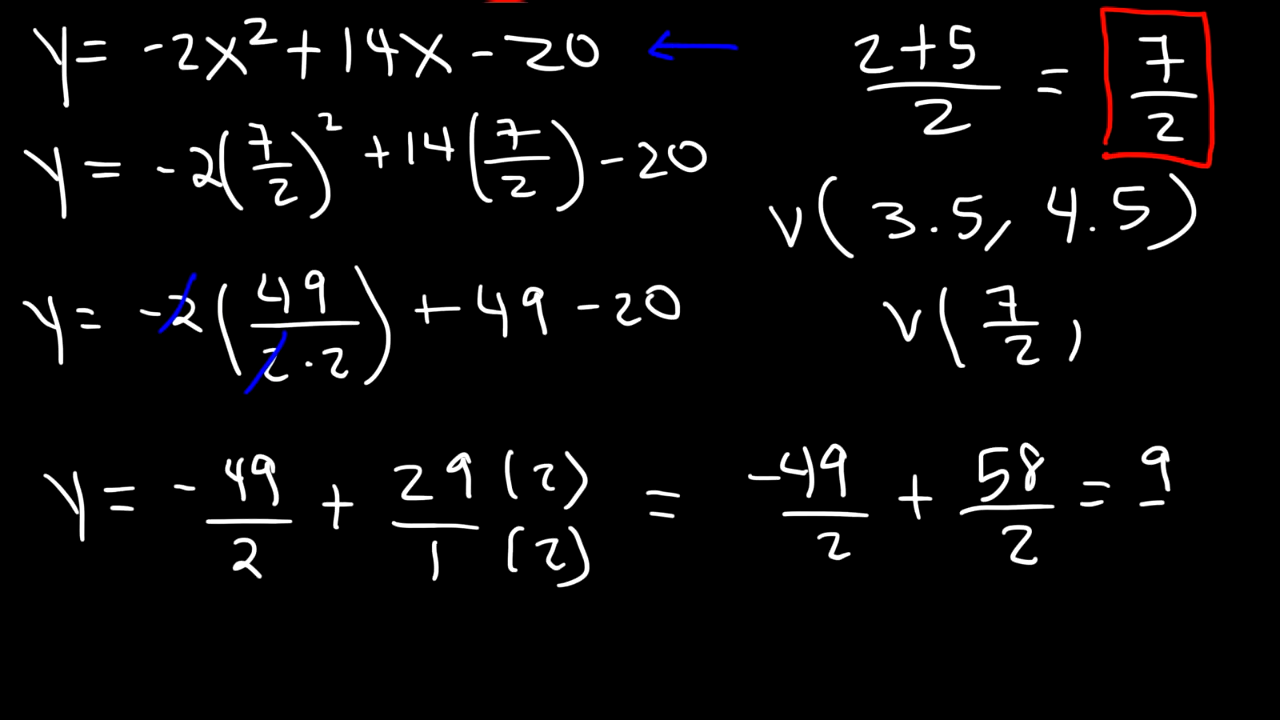 y = -2x² + 14x - 20 ←
y = -2(7/2)² + 14(7/2) - 20
y = -2(49/2·2) + 49 - 20
y = -49/2 + 29(2)/1(2) = -49/2 + 58/2 = 9
2+5/2 = 7/2
V(3.5, 4.5)
V(7/2,